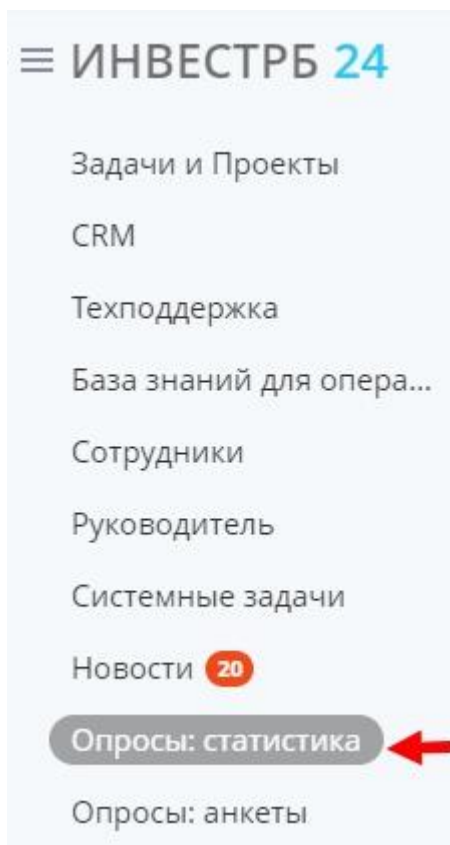 ИНВЕСТРБ 24
Задачи и Проекты
CRM
Техподдержка
База знаний для опера...
Сотрудники
Руководитель
Системные задачи
Новости 20
Опросы: статистика
Опросы: анкеты